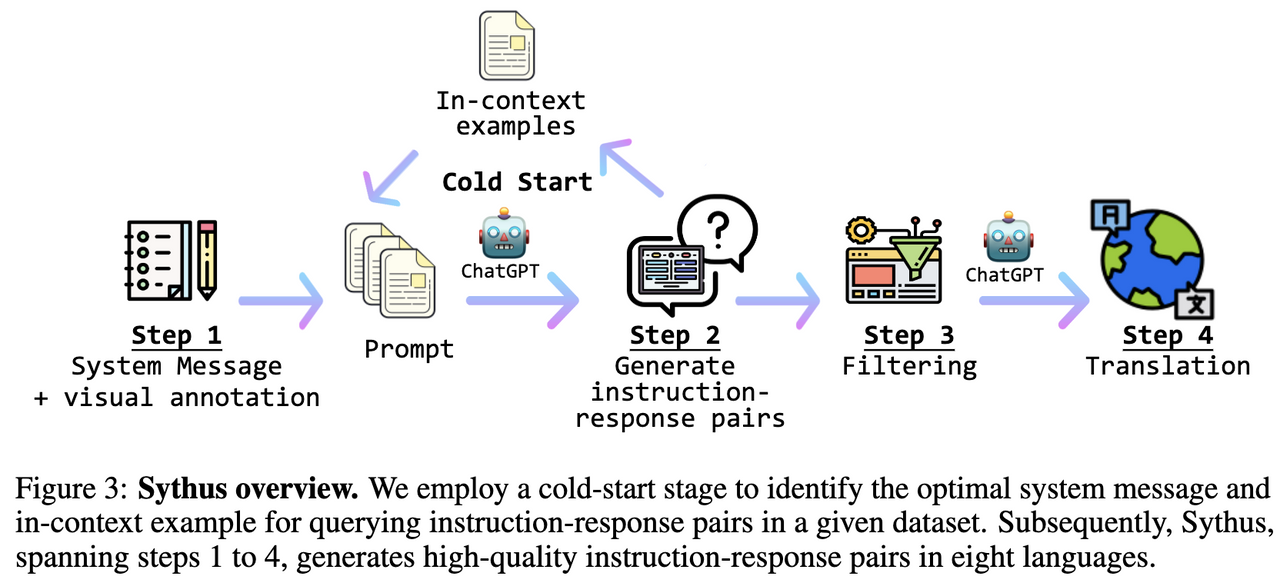 In-context
examples
Cold Start
ChatGPT
ChatGPT
Step 1
System Message
+ visual annotation
Prompt
?
Step 2
Generate
instruction-
response pairs
Step 3
Filtering
Step 4
Translation
A
文
Figure 3: Sythus overview. We employ a cold-start stage to identify the optimal system message and
in-context example for querying instruction-response pairs in a given dataset. Subsequently, Sythus,
spanning steps 1 to 4, generates high-quality instruction-response pairs in eight languages.